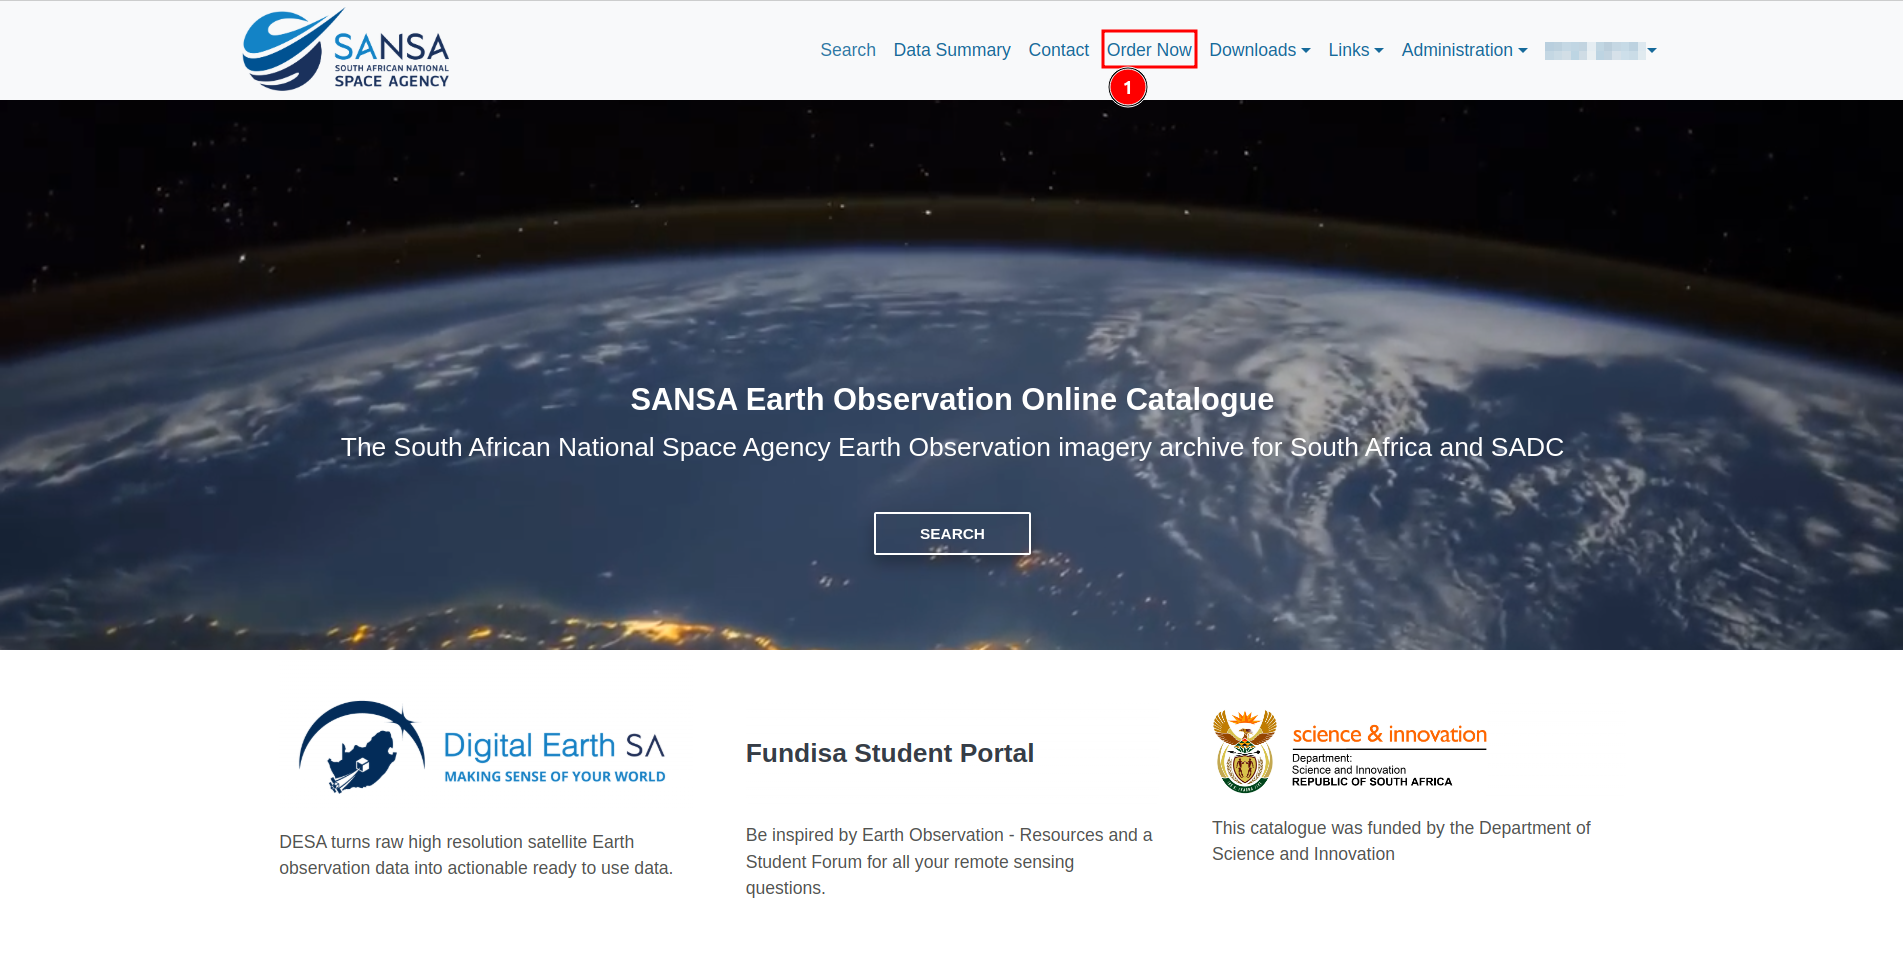 SANSA
SOUTH AFRICAN NATIONAL
SPACE AGENCY
Search Data Summary Contact Order Now Downloads Links Administration
1
SANSA Earth Observation Online Catalogue
The South African National Space Agency Earth Observation imagery archive for South Africa and SADC
SEARCH
Digital Earth SA
MAKING SENSE OF YOUR WORLD
DESA turns raw high resolution satellite Earth
observation data into actionable ready to use data.
Fundisa Student Portal
Be inspired by Earth Observation - Resources and a
Student Forum for all your remote sensing
questions.
science & innovation
Department:
Science and Innovation
REPUBLIC OF SOUTH AFRICA
This catalogue was funded by the Department of
Science and Innovation